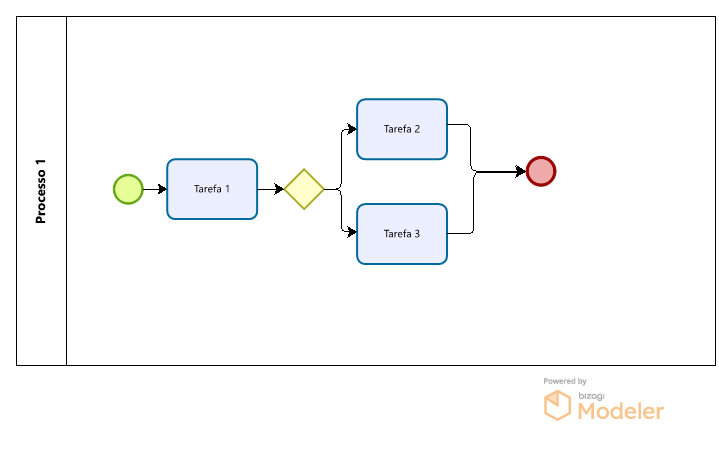 Processo 1
Tarefa 1
Tarefa 2
Tarefa 3
Powered by
bizagi
Modeler